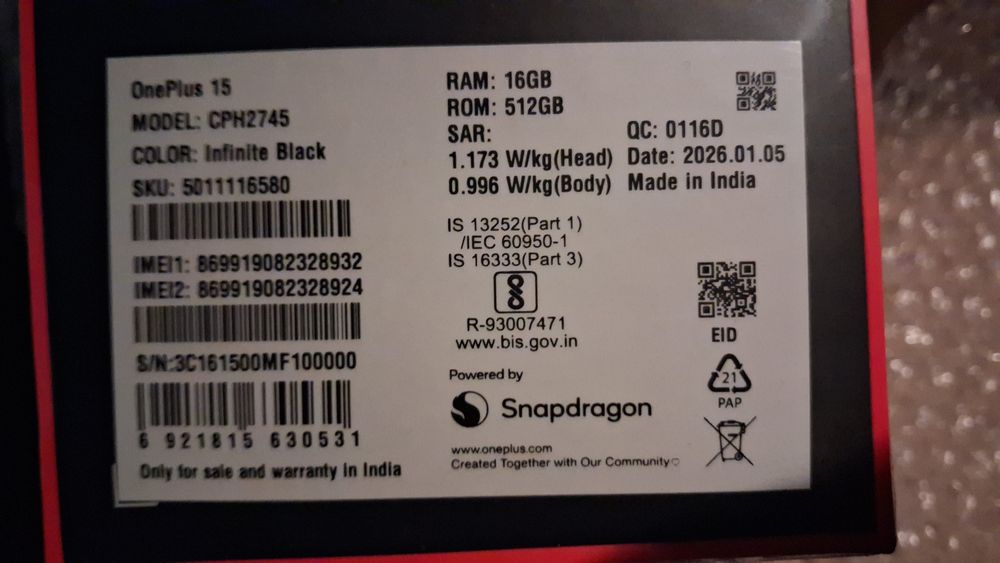 OnePlus 15
MODEL: CPH2745
COLOR: Infinite Black
SKU: 5011116580
IMEI1: 869919082328932
IMEI2: 869919082328924
S/N:3C161500MF100000
6 921815 630531
Only for sale and warranty in India
RAM: 16GB
ROM: 512GB
SAR:
1.173 W/kg(Head)
0.996 W/kg(Body)
QC: 0116D
Date: 2026.01.05
Made in India
IS 13252(Part 1)
/IEC 60950-1
IS 16333(Part 3)
R-93007471
www.bis.gov.in
Powered by
Snapdragon
www.oneplus.com
Created Together with Our Community♡
EID
21
PAP